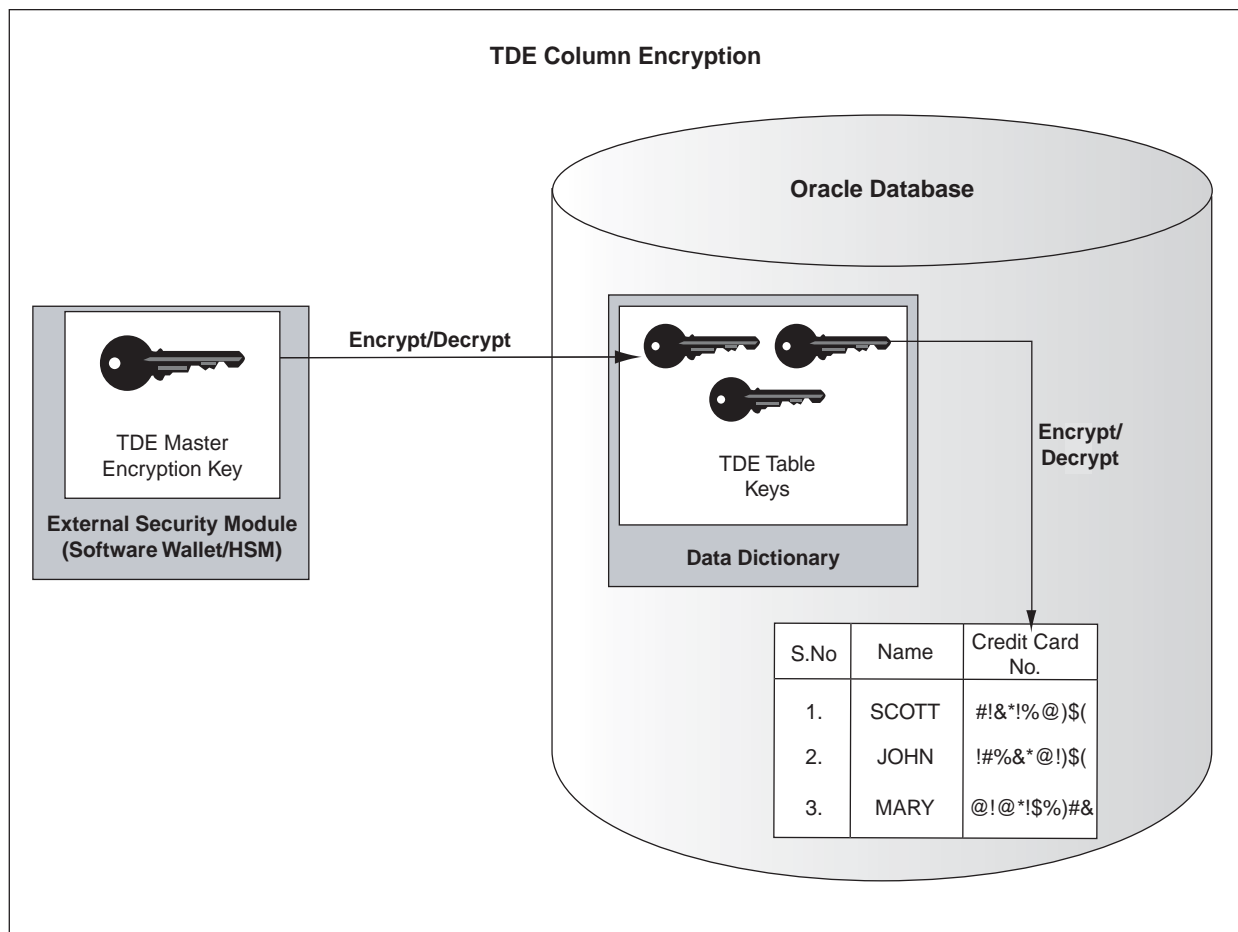 TDE Column Encryption
Oracle Database
Encrypt/Decrypt
TDE Master
Encryption Key
External Security Module
(Software Wallet/HSM)
TDE Table
Keys
Data Dictionary
Encrypt/
Decrypt
S.No Name Credit Card
No.
1. SCOTT #!&*!%@)$(
2. JOHN !#%&*@!)$(
3. MARY @!@*!$%)#&